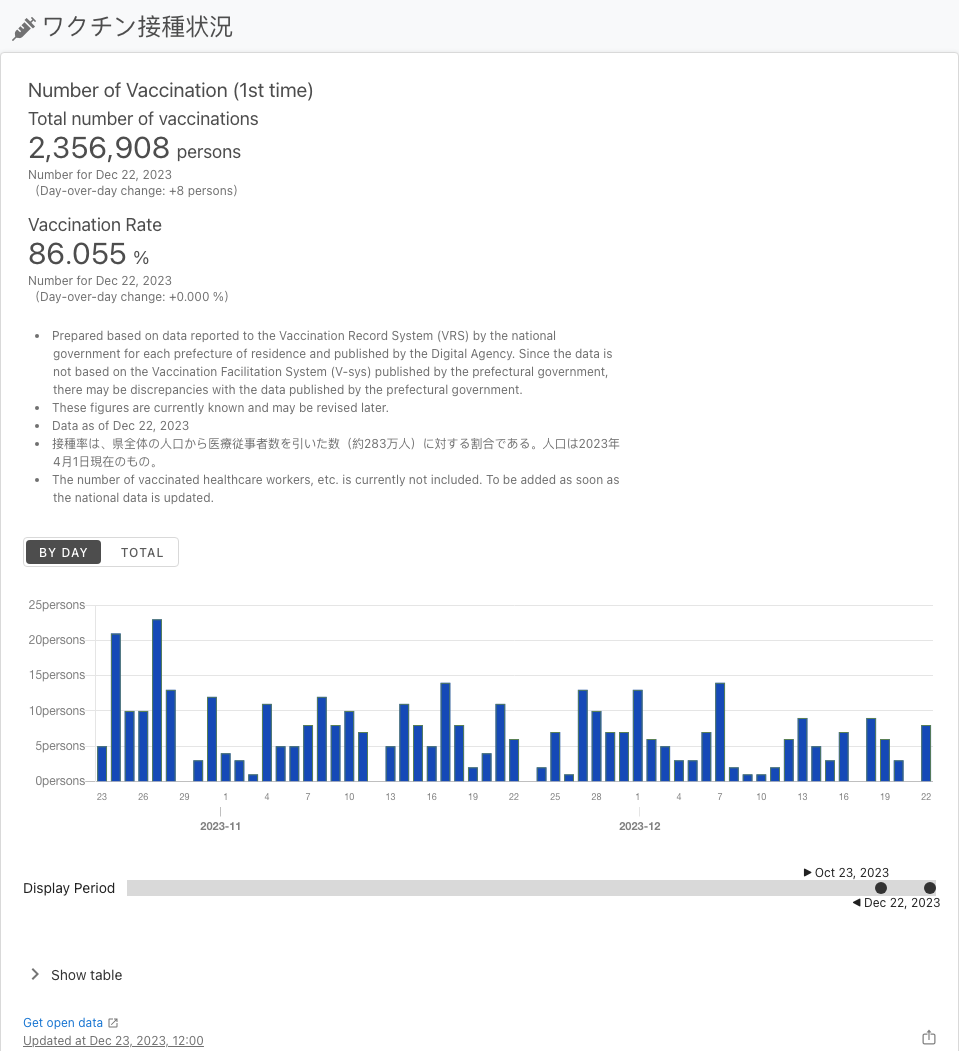 ワクチン接種状況
Number of Vaccination (1st time)
Total number of vaccinations
2,356,908 persons
Number for Dec 22, 2023
（Day-over-day change: +8 persons）
Vaccination Rate
86.055 %
Number for Dec 22, 2023
（Day-over-day change: +0.000 %）
• Prepared based on data reported to the Vaccination Record System (VRS) by the national
government for each prefecture of residence and published by the Digital Agency. Since the data is
not based on the Vaccination Facilitation System (V-sys) published by the prefectural government,
there may be discrepancies with the data published by the prefectural government.
• These figures are currently known and may be revised later.
• Data as of Dec 22, 2023
• 接種率は、県全体の人口から医療従事者数を引いた数（約283万人）に対する割合である。人口は2023年
4月1日現在のもの。
• The number of vaccinated healthcare workers, etc. is currently not included. To be added as soon as
the national data is updated.
BY DAY TOTAL
25persons
20persons
15persons
10persons
5persons
0persons
23 26 29 1 4 7 10 13 16 19 22 25 28 1 4 7 10 13 16 19 22
2023-11 2023-12
Oct 23, 2023
Display Period
Dec 22, 2023
Show table
Get open data
Updated at Dec 23, 2023, 12:00